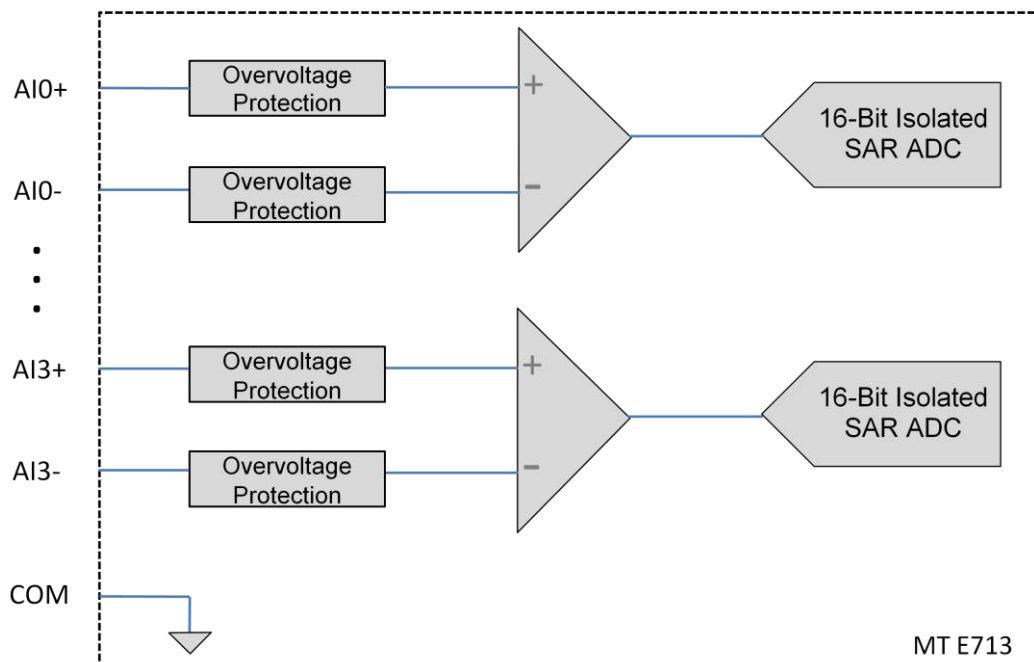 AI0+
Overvoltage
Protection
+
16-Bit Isolated
SAR ADC
AI0-
Overvoltage
Protection
−
AI3+
Overvoltage
Protection
+
16-Bit Isolated
SAR ADC
AI3-
Overvoltage
Protection
−
COM
MT E713